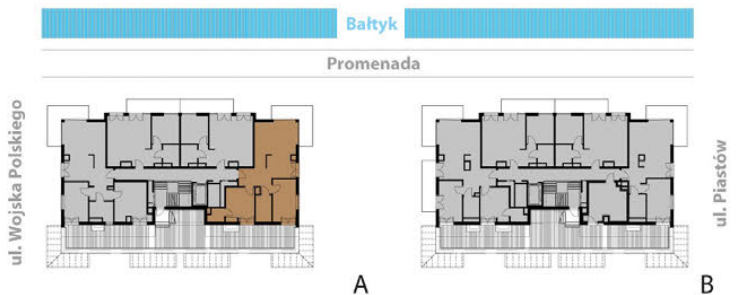 Bałtyk
Promenada
ul. Wojska Polskiego
ul. Piastów
A
B